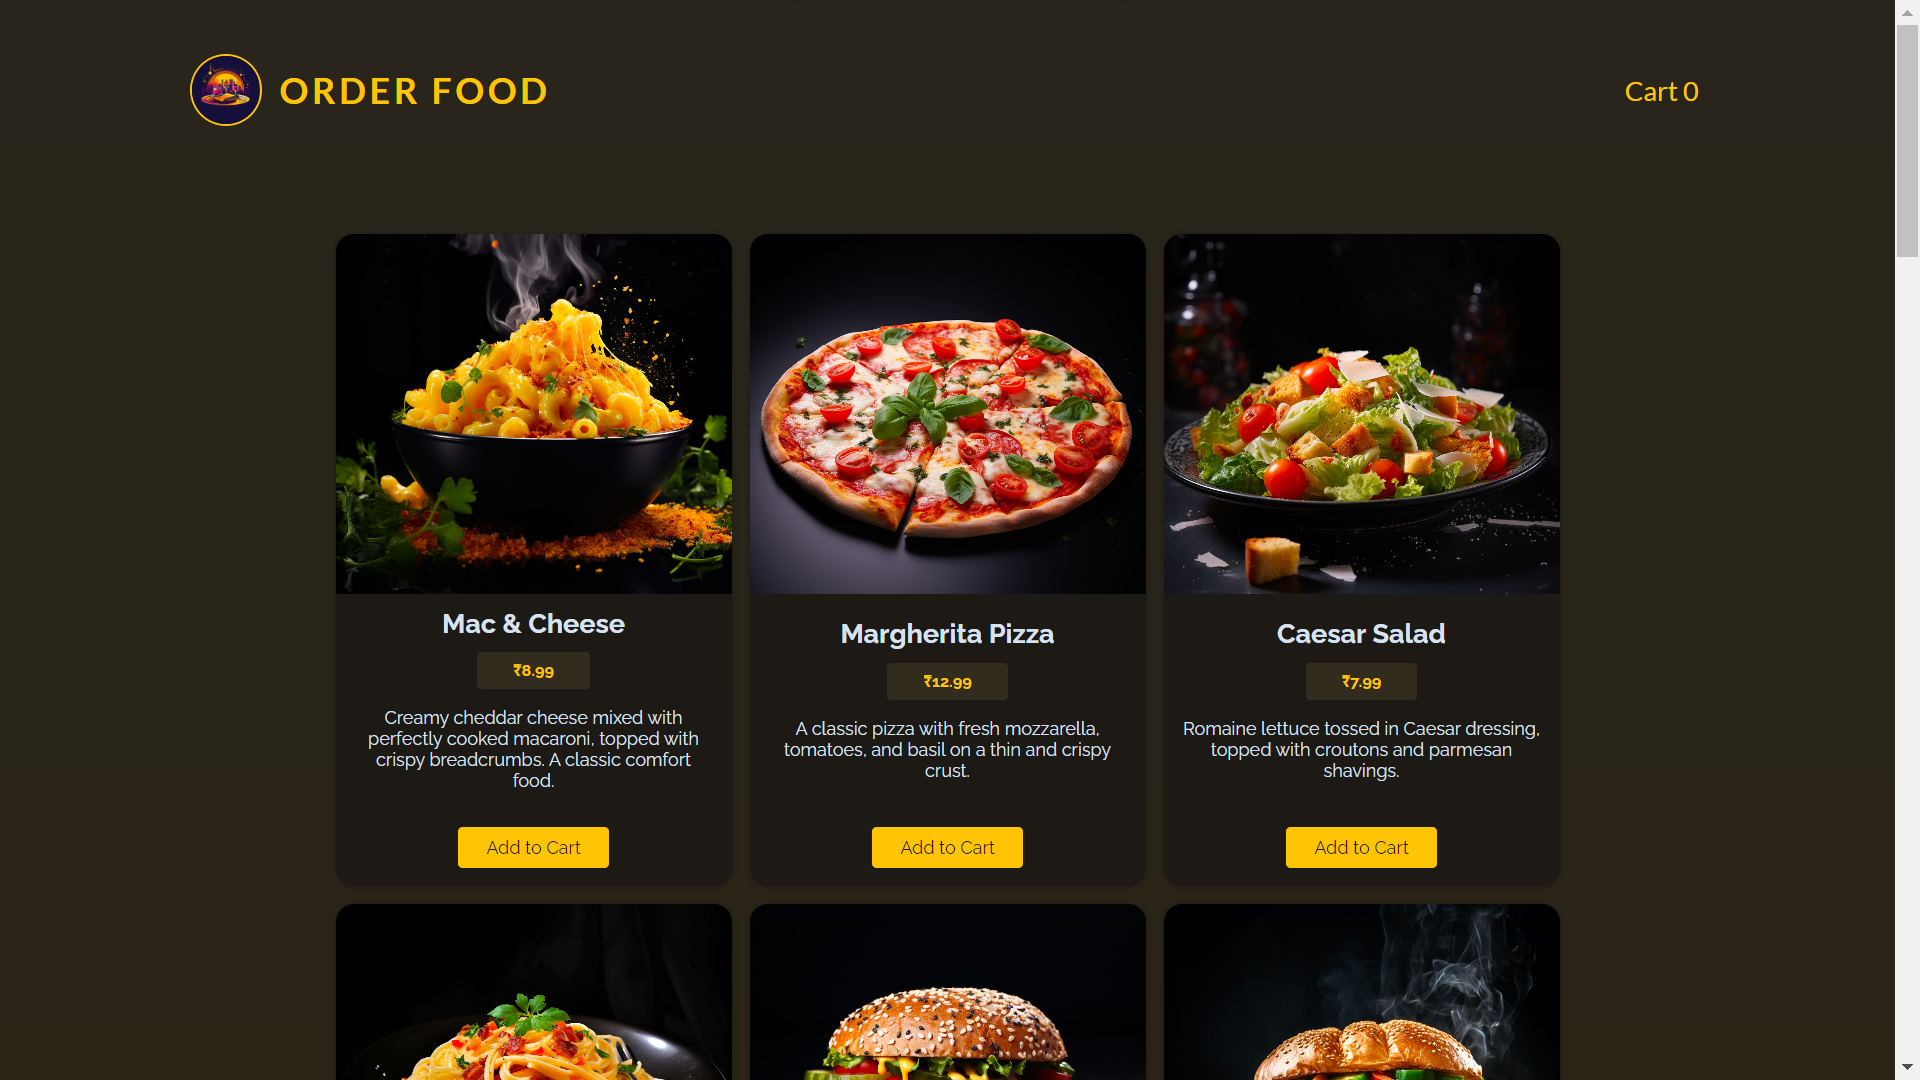 ORDER FOOD
Cart 0
Mac & Cheese
₹8.99
Creamy cheddar cheese mixed with
perfectly cooked macaroni, topped with
crispy breadcrumbs. A classic comfort
food.
Add to Cart
Margherita Pizza
₹12.99
A classic pizza with fresh mozzarella,
tomatoes, and basil on a thin and crispy
crust.
Add to Cart
Caesar Salad
₹7.99
Romaine lettuce tossed in Caesar dressing,
topped with croutons and parmesan
shavings.
Add to Cart